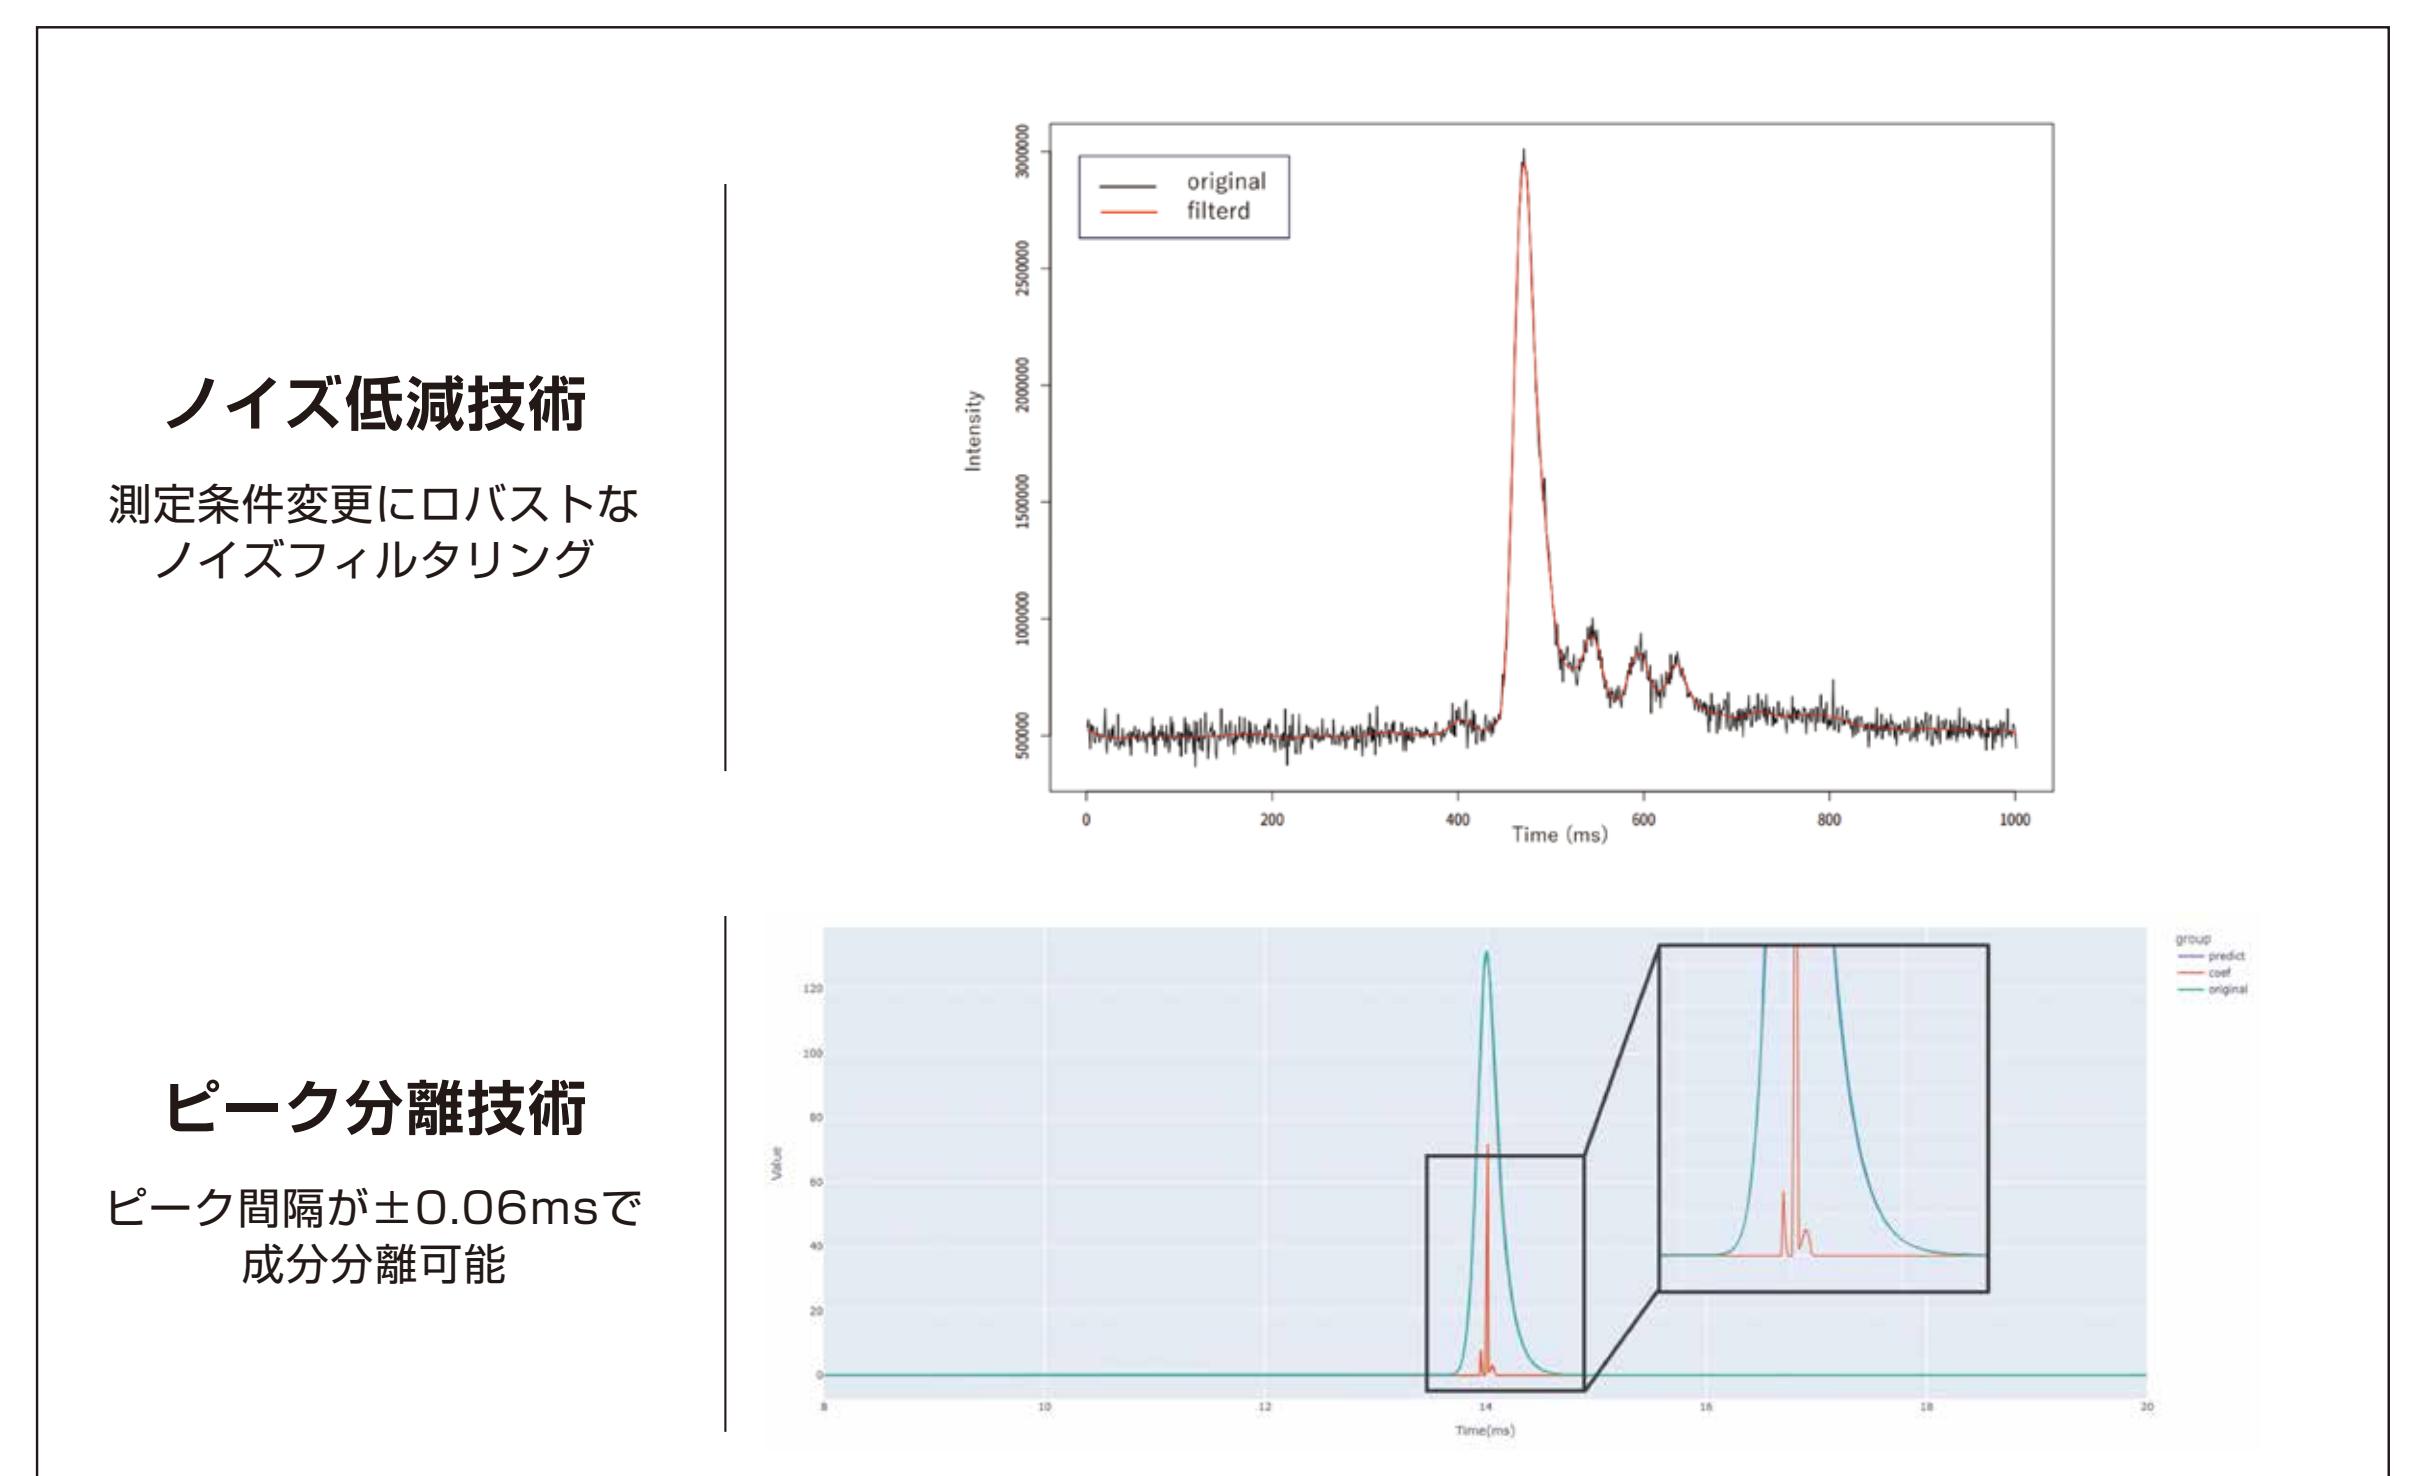 ノイズ低減技術
測定条件変更にロバストな
ノイズフィルタリング
original
filterd
Intensity
3000000
2500000
2000000
1500000
1000000
500000
0 200 400 600 800 1000
Time (ms)
ピーク分離技術
ピーク間隔が±0.06msで
成分分離可能
group
predict
coef
original
Value
120
100
80
60
40
20
0
8 10 12 14 16 18 20
Time(ms)